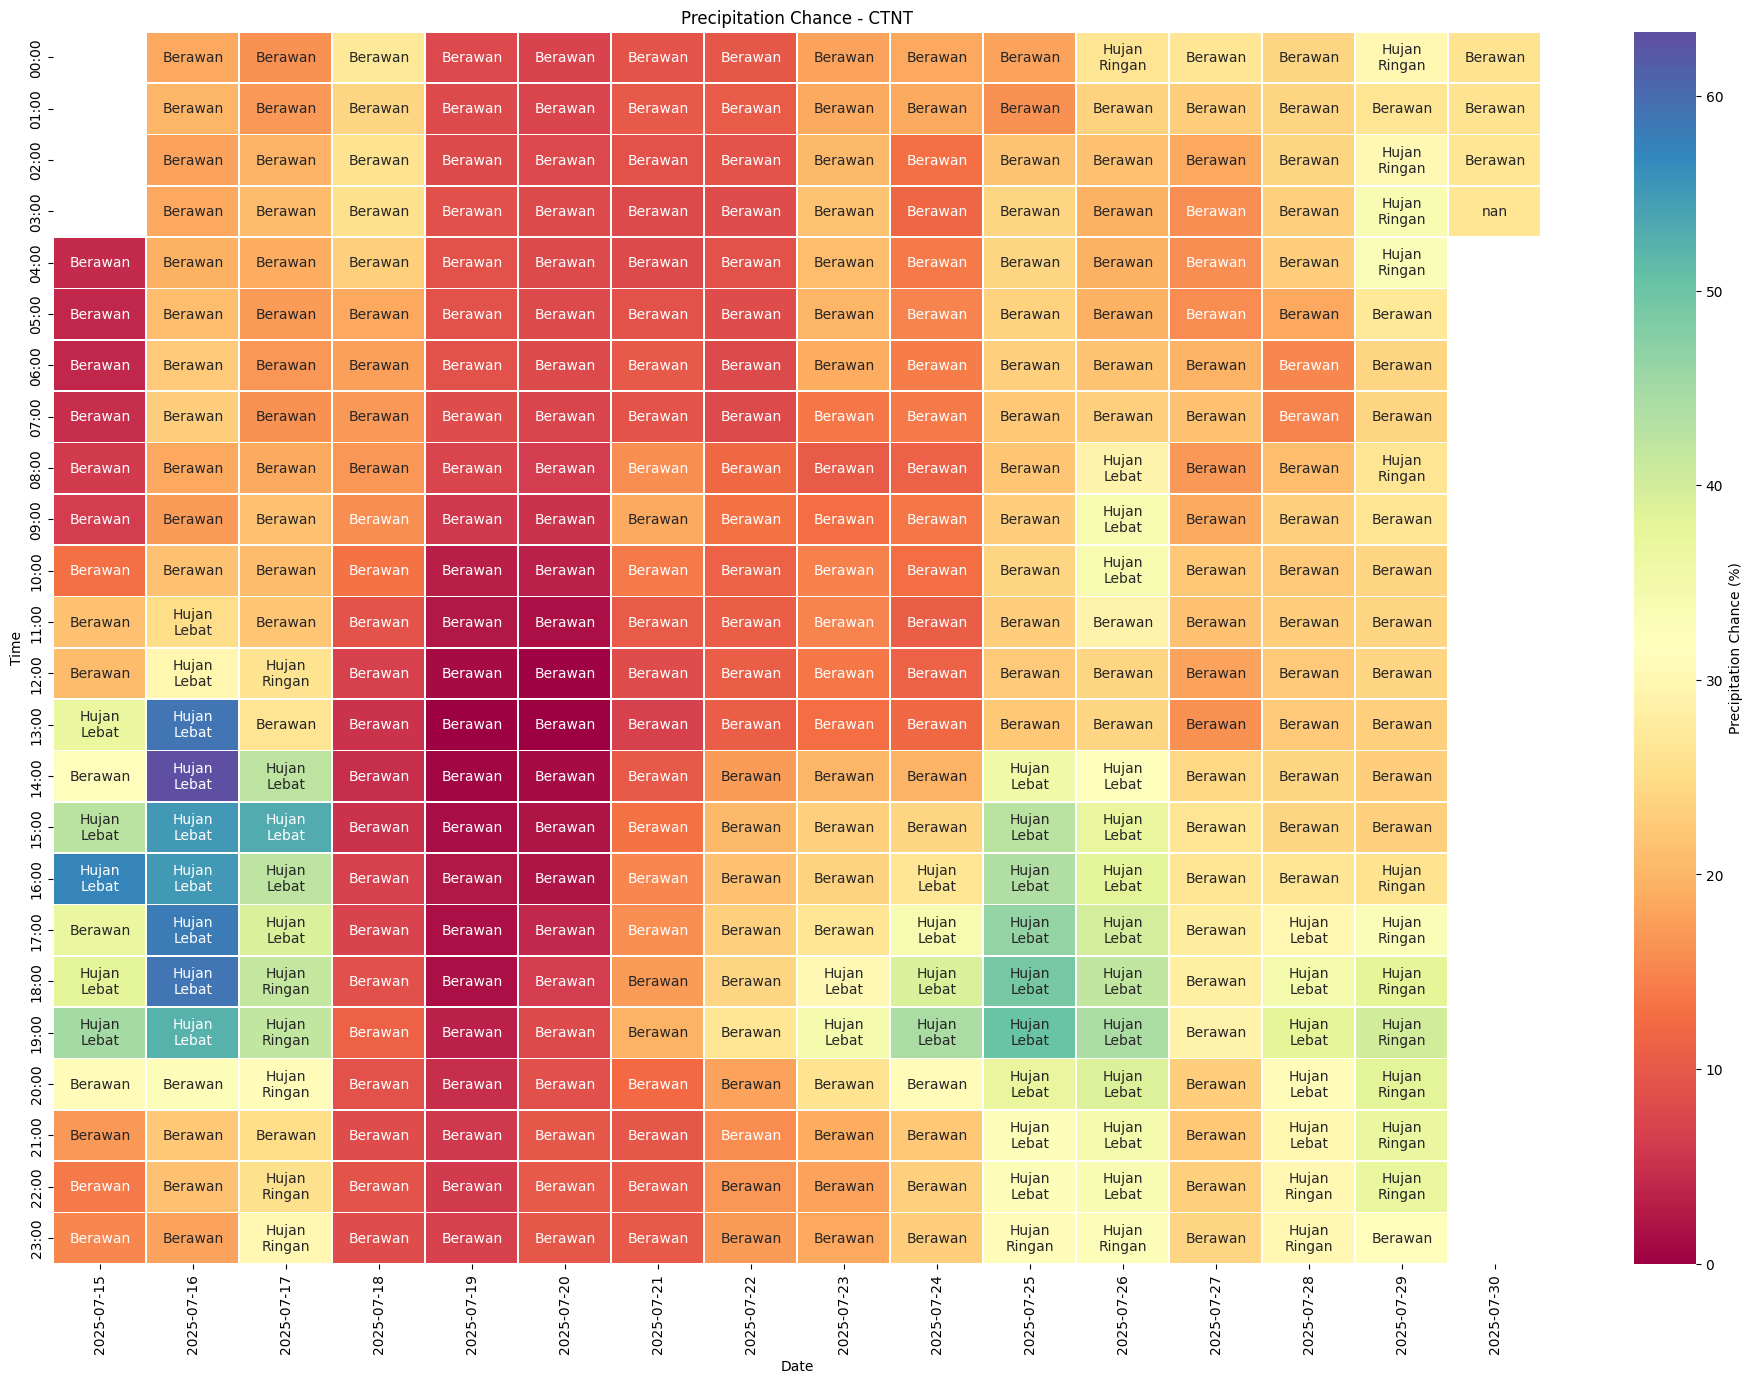 Precipitation Chance - CTNT
00:00 Berawan Berawan Berawan Berawan Berawan Berawan Berawan Berawan Berawan Berawan Hujan Ringan Berawan Berawan Hujan Ringan Berawan
01:00 Berawan Berawan Berawan Berawan Berawan Berawan Berawan Berawan Berawan Berawan Berawan Berawan Berawan Berawan Berawan
02:00 Berawan Berawan Berawan Berawan Berawan Berawan Berawan Berawan Berawan Berawan Berawan Berawan Berawan Hujan Ringan Berawan
03:00 Berawan Berawan Berawan Berawan Berawan Berawan Berawan Berawan Berawan Berawan Berawan Berawan Berawan Hujan Ringan nan
04:00 Berawan Berawan Berawan Berawan Berawan Berawan Berawan Berawan Berawan Berawan Berawan Berawan Berawan Berawan Hujan Ringan
05:00 Berawan Berawan Berawan Berawan Berawan Berawan Berawan Berawan Berawan Berawan Berawan Berawan Berawan Berawan Berawan
06:00 Berawan Berawan Berawan Berawan Berawan Berawan Berawan Berawan Berawan Berawan Berawan Berawan Berawan Berawan Berawan
07:00 Berawan Berawan Berawan Berawan Berawan Berawan Berawan Berawan Berawan Berawan Berawan Berawan Berawan Berawan Berawan
08:00 Berawan Berawan Berawan Berawan Berawan Berawan Berawan Berawan Berawan Berawan Berawan Hujan Lebat Berawan Berawan Hujan Ringan
09:00 Berawan Berawan Berawan Berawan Berawan Berawan Berawan Berawan Berawan Berawan Berawan Hujan Lebat Berawan Berawan Berawan
10:00 Berawan Berawan Berawan Berawan Berawan Berawan Berawan Berawan Berawan Berawan Berawan Hujan Lebat Berawan Berawan Berawan
11:00 Berawan Hujan Lebat Berawan Berawan Berawan Berawan Berawan Berawan Berawan Berawan Berawan Berawan Berawan Berawan Berawan
12:00 Berawan Hujan Lebat Hujan Ringan Berawan Berawan Berawan Berawan Berawan Berawan Berawan Berawan Berawan Berawan Berawan Berawan
13:00 Hujan Lebat Hujan Lebat Berawan Berawan Berawan Berawan Berawan Berawan Berawan Berawan Berawan Berawan Berawan Berawan Berawan
14:00 Berawan Hujan Lebat Hujan Lebat Berawan Berawan Berawan Berawan Berawan Berawan Berawan Hujan Lebat Hujan Lebat Berawan Berawan Berawan
15:00 Hujan Lebat Hujan Lebat Hujan Lebat Berawan Berawan Berawan Berawan Berawan Berawan Berawan Hujan Lebat Hujan Lebat Berawan Berawan Berawan
16:00 Hujan Lebat Hujan Lebat Hujan Lebat Berawan Berawan Berawan Berawan Berawan Berawan Hujan Lebat Hujan Lebat Hujan Lebat Berawan Berawan Hujan Ringan
17:00 Berawan Hujan Lebat Hujan Lebat Berawan Berawan Berawan Berawan Berawan Berawan Hujan Lebat Hujan Lebat Hujan Lebat Berawan Hujan Lebat Hujan Ringan
18:00 Hujan Lebat Hujan Lebat Hujan Ringan Berawan Berawan Berawan Berawan Berawan Hujan Lebat Hujan Lebat Hujan Lebat Hujan Lebat Berawan Hujan Lebat Hujan Ringan
19:00 Hujan Lebat Hujan Lebat Hujan Ringan Berawan Berawan Berawan Berawan Berawan Hujan Lebat Hujan Lebat Hujan Lebat Hujan Lebat Berawan Hujan Lebat Hujan Ringan
20:00 Berawan Berawan Hujan Ringan Berawan Berawan Berawan Berawan Berawan Berawan Berawan Hujan Lebat Hujan Lebat Berawan Hujan Lebat Hujan Ringan
21:00 Berawan Berawan Berawan Berawan Berawan Berawan Berawan Berawan Berawan Berawan Hujan Lebat Hujan Lebat Berawan Hujan Lebat Hujan Ringan
22:00 Berawan Berawan Hujan Ringan Berawan Berawan Berawan Berawan Berawan Berawan Berawan Hujan Lebat Hujan Lebat Berawan Hujan Ringan Hujan Ringan
23:00 Berawan Berawan Hujan Ringan Berawan Berawan Berawan Berawan Berawan Berawan Berawan Hujan Ringan Hujan Ringan Berawan Hujan Ringan Berawan
Time
2025-07-15 2025-07-16 2025-07-17 2025-07-18 2025-07-19 2025-07-20 2025-07-21 2025-07-22 2025-07-23 2025-07-24 2025-07-25 2025-07-26 2025-07-27 2025-07-28 2025-07-29 2025-07-30
Date
60
50
40
30
20
10
0
Precipitation Chance (%)